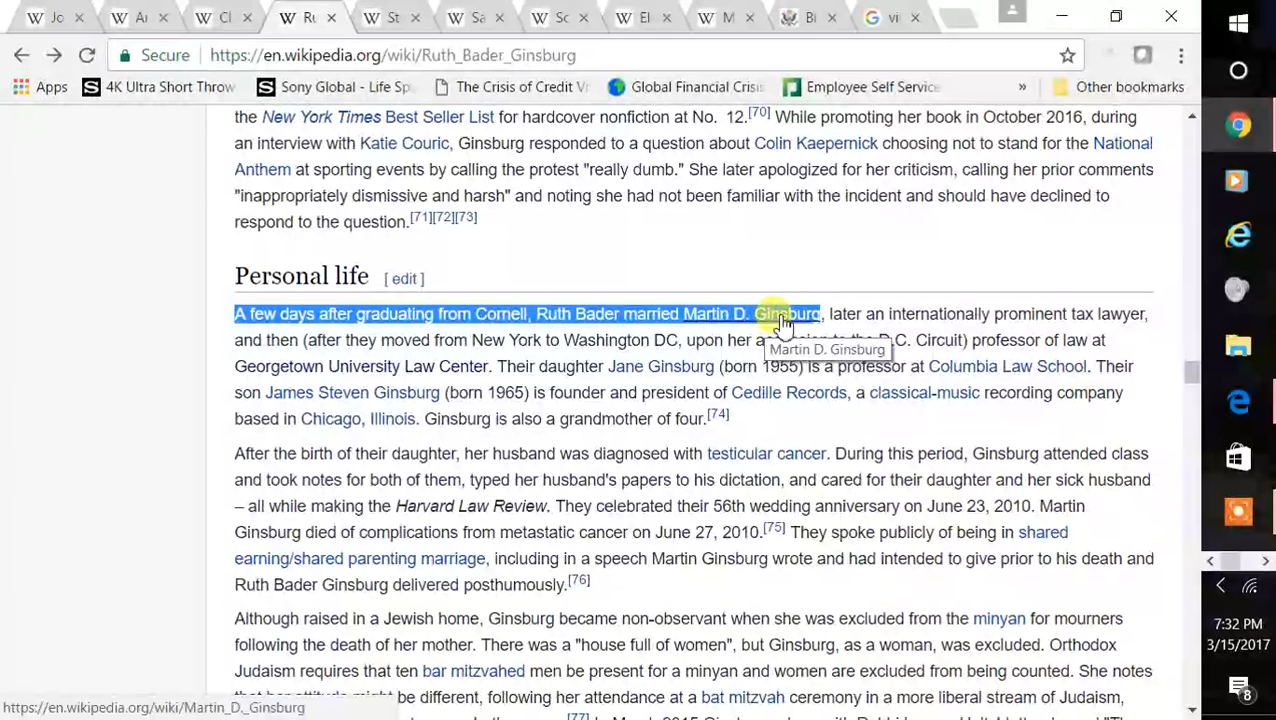 Jo
Ar
Cl
Ru
St
Sa
Sc
El
M
Bi
vi
Secure
https://en.wikipedia.org/wiki/Ruth_Bader_Ginsburg
Apps
4K Ultra Short Throw
Sony Global - Life Sp
The Crisis of Credit Vi
Global Financial Crisis
Employee Self Service
»
Other bookmarks
the New York Times Best Seller List for hardcover nonfiction at No. 12.[70] While promoting her book in October 2016, during
an interview with Katie Couric, Ginsburg responded to a question about Colin Kaepernick choosing not to stand for the National
Anthem at sporting events by calling the protest "really dumb." She later apologized for her criticism, calling her prior comments
"inappropriately dismissive and harsh" and noting she had not been familiar with the incident and should have declined to
respond to the question.[71][72][73]
Personal life [ edit ]
A few days after graduating from Cornell, Ruth Bader married Martin D. Ginsburg, later an internationally prominent tax lawyer,
and then (after they moved from New York to Washington DC, upon her to the D.C. Circuit) professor of law at
Martin D. Ginsburg
Georgetown University Law Center. Their daughter Jane Ginsburg (born 1955) is a professor at Columbia Law School. Their
son James Steven Ginsburg (born 1965) is founder and president of Cedille Records, a classical-music recording company
based in Chicago, Illinois. Ginsburg is also a grandmother of four.[74]
After the birth of their daughter, her husband was diagnosed with testicular cancer. During this period, Ginsburg attended class
and took notes for both of them, typed her husband's papers to his dictation, and cared for their daughter and her sick husband
– all while making the Harvard Law Review. They celebrated their 56th wedding anniversary on June 23, 2010. Martin
Ginsburg died of complications from metastatic cancer on June 27, 2010.[75] They spoke publicly of being in shared
earning/shared parenting marriage, including in a speech Martin Ginsburg wrote and had intended to give prior to his death and
Ruth Bader Ginsburg delivered posthumously.[76]
Although raised in a Jewish home, Ginsburg became non-observant when she was excluded from the minyan for mourners
following the death of her mother. There was a "house full of women", but Ginsburg, as a woman, was excluded. Orthodox
Judaism requires that ten bar mitzvahed men be present for a minyan and women are excluded from being counted. She notes
that her attitude might be different, following her attendance at a bat mitzvah ceremony in a more liberal stream of Judaism,
https://en.wikipedia.org/wiki/Martin_D._Ginsburg
[77]
7:32 PM
3/15/2017
8